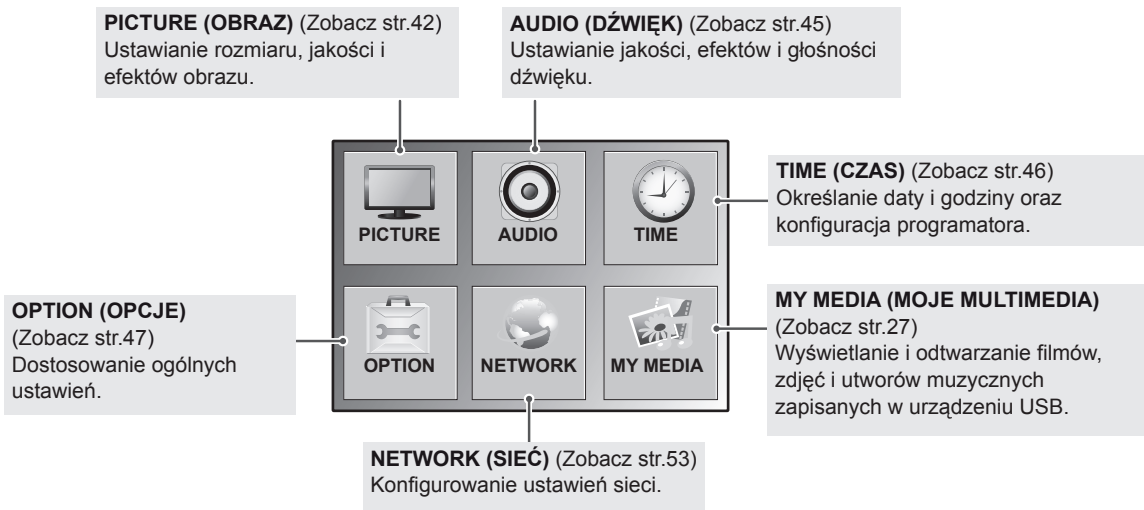 PICTURE (OBRAZ) (Zobacz str.42)
Ustawianie rozmiaru, jakości i
efektów obrazu.
AUDIO (DŹWIĘK) (Zobacz str.45)
Ustawianie jakości, efektów i głośności
dźwięku.
PICTURE
AUDIO
TIME
TIME (CZAS) (Zobacz str.46)
Określanie daty i godziny oraz
konfiguracja programatora.
OPTION (OPCJE)
(Zobacz str.47)
Dostosowanie ogólnych
ustawień.
OPTION
NETWORK
MY MEDIA
MY MEDIA (MOJE MULTIMEDIA)
(Zobacz str.27)
Wyświetlanie i odtwarzanie filmów,
zdjęć i utworów muzycznych
zapisanych w urządzeniu USB.
NETWORK (SIEĆ) (Zobacz str.53)
Konfigurowanie ustawień sieci.